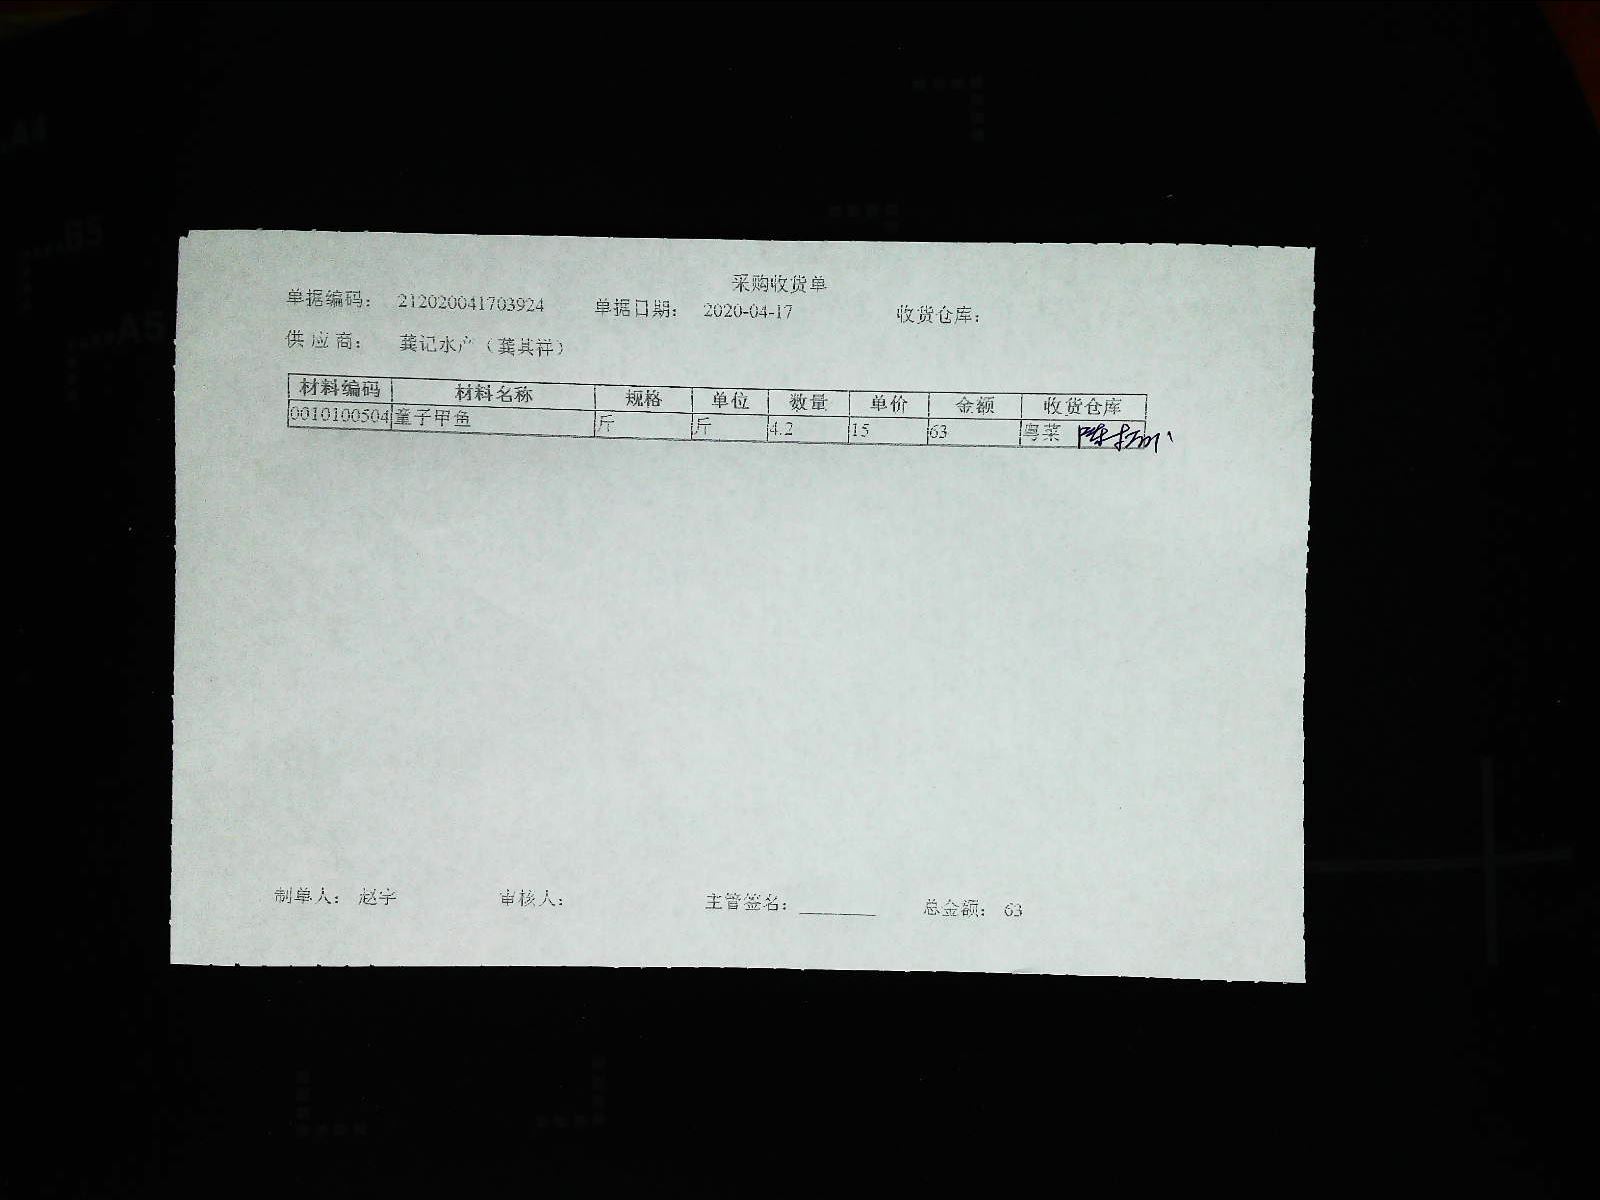 采购收货单
单据编码： 212020041703924 单据日期： 2020-04-17 收货仓库：
供 应 商： 龚记水产（龚其祥）
材料编码 材料名称 规格 单位 数量 单价 金额 收货仓库
0010100504 童子甲鱼 斤 斤 4.2 15 63 粤菜
制单人： 赵宇 审核人： 主管签名： 总金额： 63
A4
B5
A5